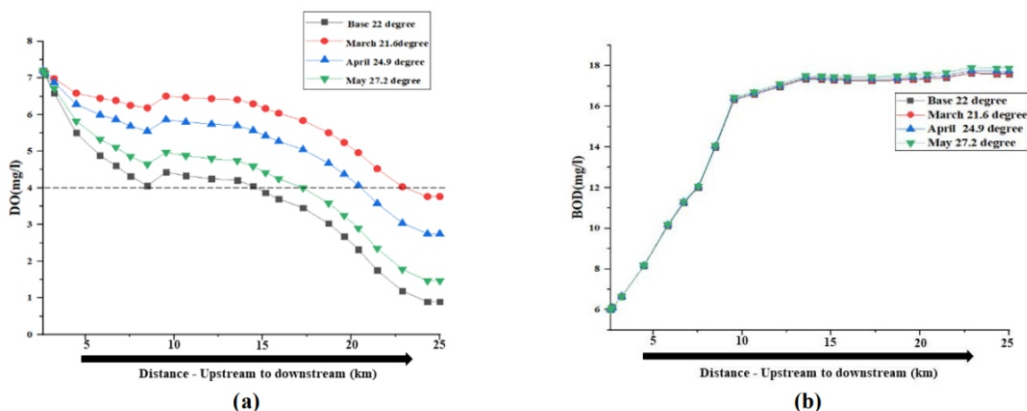 Base 22 degree
March 21.6degree
April 24.9 degree
May 27.2 degree
8
7
6
5
4
3
2
1
0
DO(mg/l)
5
10
15
20
25
Distance - Upstream to downstream (km)
(a)
18
16
14
12
10
8
6
4
BOD(mg/l)
Base 22 degree
March 21.6 degree
April 24.9 degree
May 27.2 degree
5
10
15
20
25
Distance - Upstream to downstream (km)
(b)